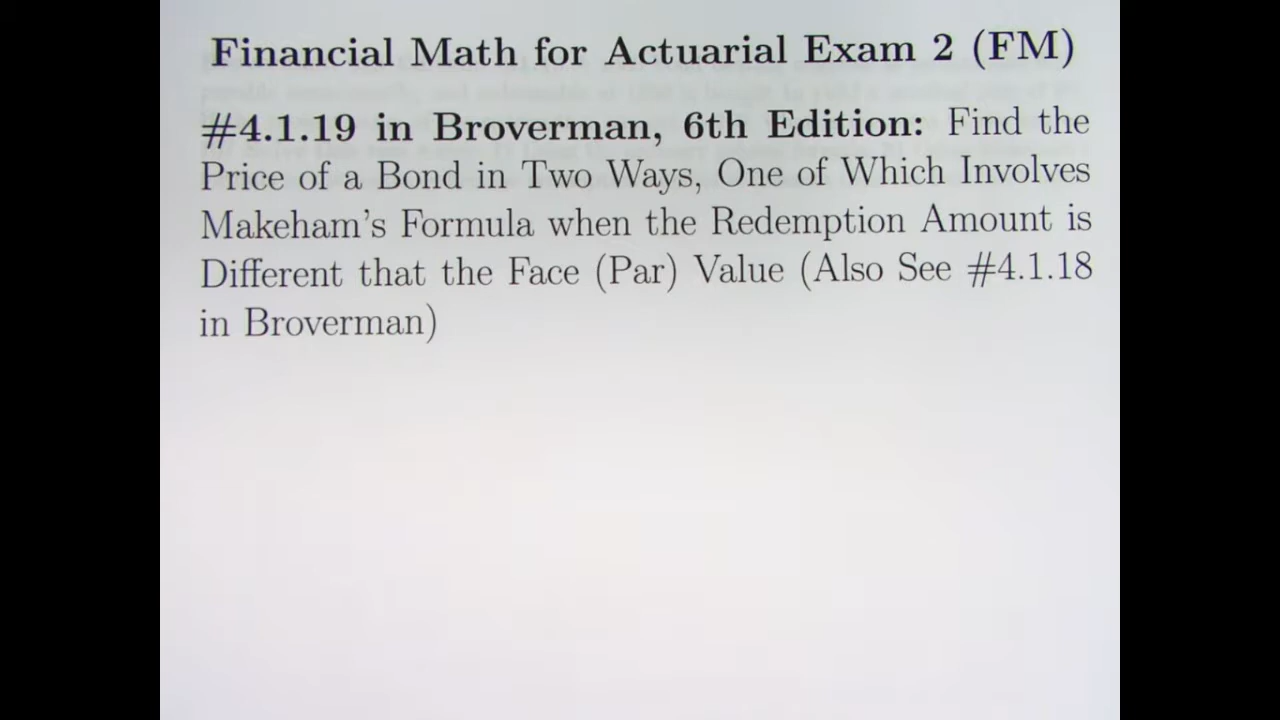 Financial Math for Actuarial Exam 2 (FM)
#4.1.19 in Broverman, 6th Edition: Find the
Price of a Bond in Two Ways, One of Which Involves
Makeham's Formula when the Redemption Amount is
Different that the Face (Par) Value (Also See #4.1.18
in Broverman)